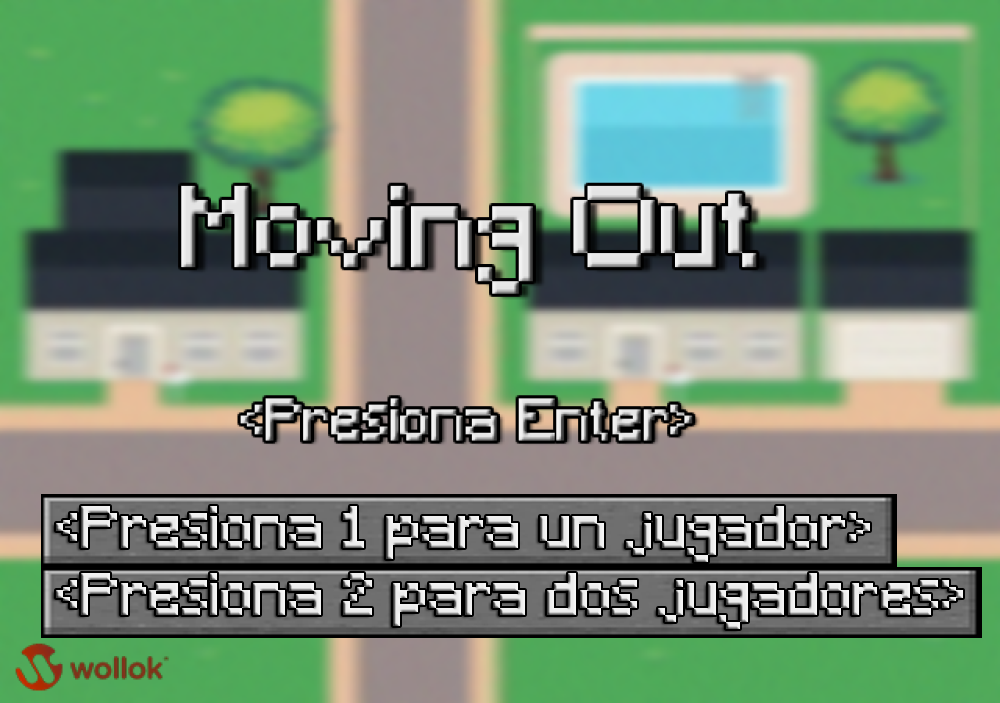 Moving Out
<Presiona Enter>
<Presiona 1 para un jugador>
<Presiona 2 para dos jugadores>
wollok